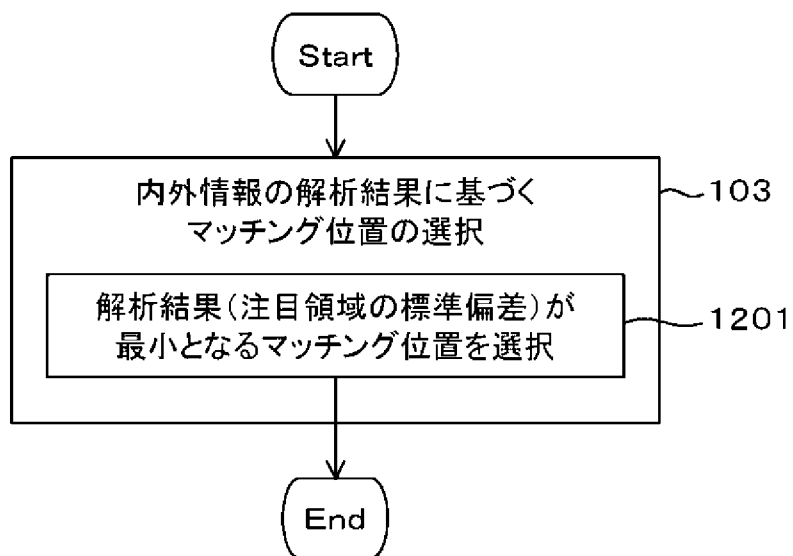 Start
内外情報の解析結果に基づく
マッチング位置の選択
103
解析結果(注目領域の標準偏差)が
最小となるマッチング位置を選択
1201
End